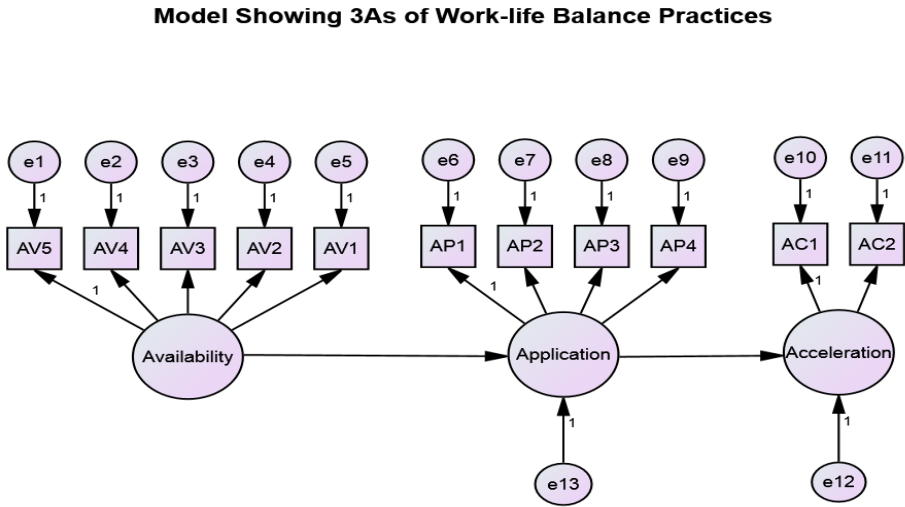 Model Showing 3As of Work-life Balance Practices
e1 e2 e3 e4 e5 e6 e7 e8 e9 e10 e11
1 1 1 1 1 1 1 1 1 1 1
AV5 AV4 AV3 AV2 AV1 AP1 AP2 AP3 AP4 AC1 AC2
1 1 1
Availability Application Acceleration
1 1
e13 e12